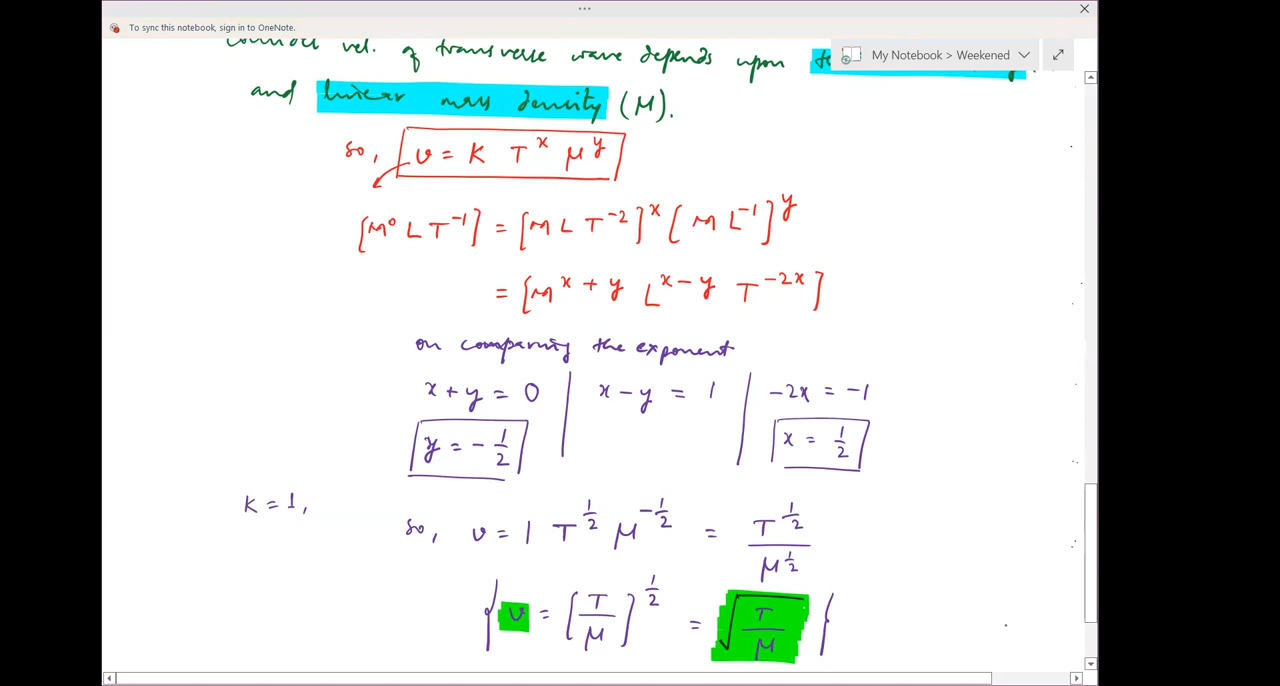 To sync this notebook, sign in to OneNote.
My Notebook > Weekened
vel. of transverse wave depends upon
and linear mass density (μ).
so, v = K T^x μ^y
[M⁰ L T⁻¹] = [M L T⁻²]^x [M L⁻¹]^y
= [M^x+y L^x-y T^-2x]
on comparing the exponent
x + y = 0 | x - y = 1 | -2x = -1
y = -1/2 | x = 1/2
K = 1,
so, v = 1 T^1/2 μ^-1/2 = T^1/2 / μ^1/2
{ v = [T/μ]^1/2 = √(T/μ) }